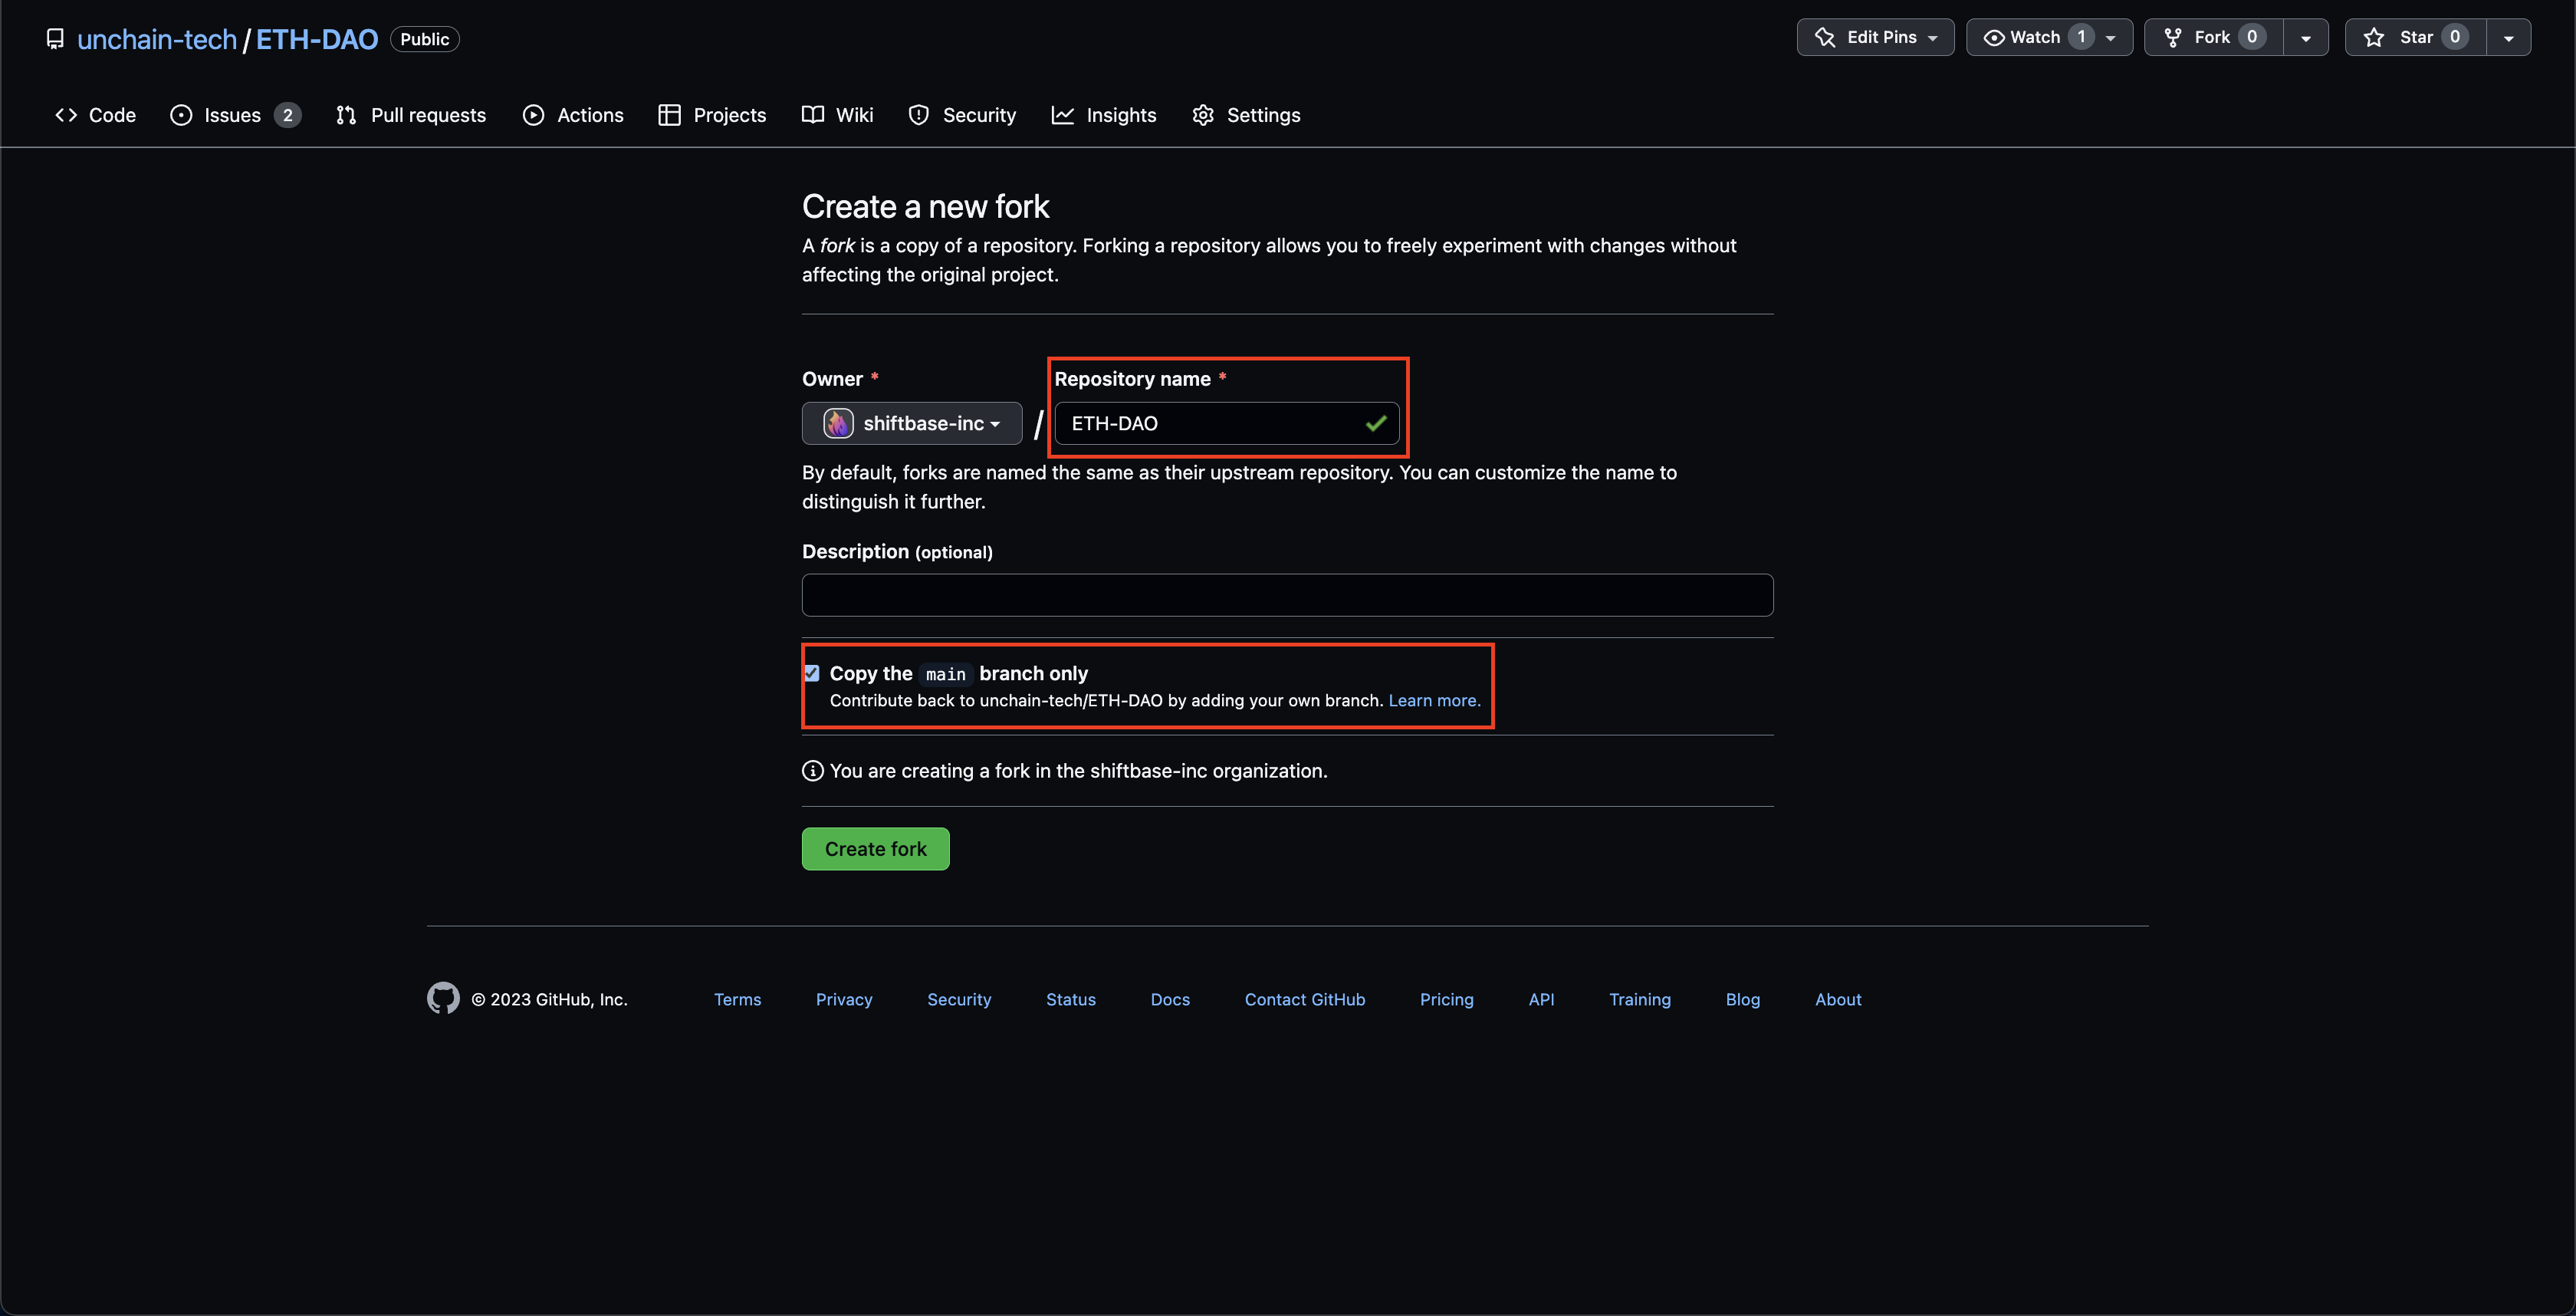 unchain-tech / ETH-DAO Public
Edit Pins
Watch 1
Fork 0
Star 0
Code
Issues 2
Pull requests
Actions
Projects
Wiki
Security
Insights
Settings
Create a new fork
A fork is a copy of a repository. Forking a repository allows you to freely experiment with changes without
affecting the original project.
Owner *
Repository name *
shiftbase-inc
/
ETH-DAO
By default, forks are named the same as their upstream repository. You can customize the name to
distinguish it further.
Description (optional)
Copy the main branch only
Contribute back to unchain-tech/ETH-DAO by adding your own branch. Learn more.
You are creating a fork in the shiftbase-inc organization.
Create fork
© 2023 GitHub, Inc.
Terms
Privacy
Security
Status
Docs
Contact GitHub
Pricing
API
Training
Blog
About